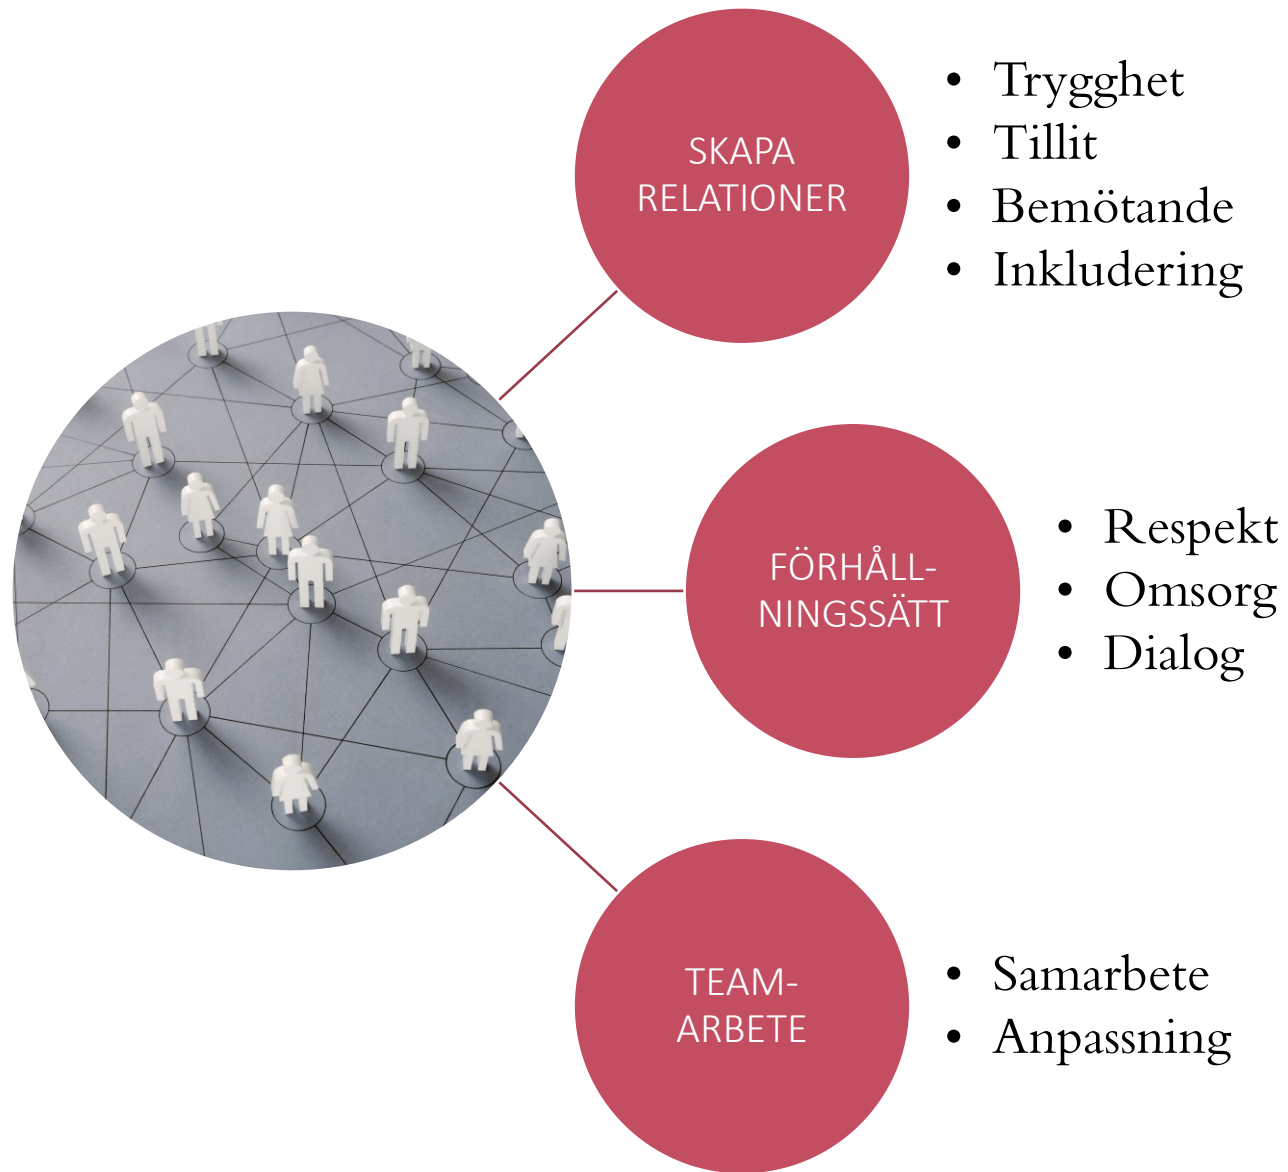 SKAPA
RELATIONER
• Trygghet
• Tillit
• Bemötande
• Inkludering
FÖRHÅLL-
NINGSSÄTT
• Respekt
• Omsorg
• Dialog
TEAM-
ARBETE
• Samarbete
• Anpassning